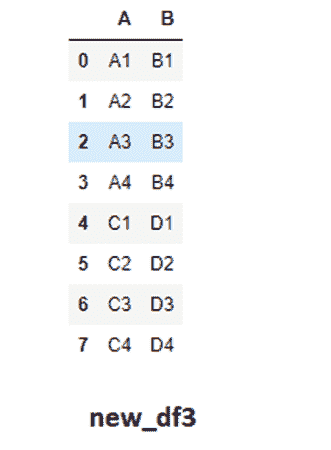 A B
0 A1 B1
1 A2 B2
2 A3 B3
3 A4 B4
4 C1 D1
5 C2 D2
6 C3 D3
7 C4 D4
new_df3